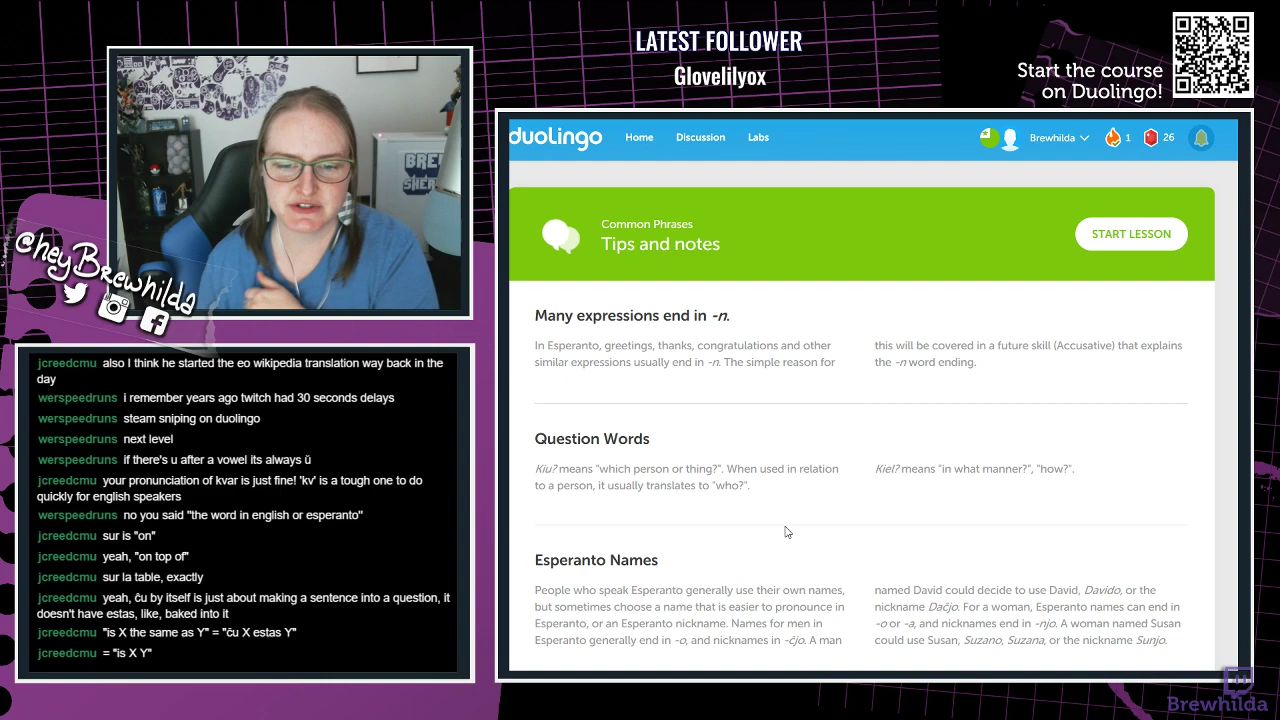 LATEST FOLLOWER
Glovelilyox
Start the course
on Duolingo!
@heyBrewhilda
duolingo
Home
Discussion
Labs
Brewhilda
1
26
Common Phrases
Tips and notes
START LESSON
Many expressions end in -n.
In Esperanto, greetings, thanks, congratulations and other
similar expressions usually end in -n. The simple reason for
this will be covered in a future skill (Accusative) that explains
the -n word ending.
Question Words
Kiu? means "which person or thing?". When used in relation
to a person, it usually translates to "who?".
Kiel? means "in what manner?", "how?".
Esperanto Names
People who speak Esperanto generally use their own names,
but sometimes choose a name that is easier to pronounce in
Esperanto, or an Esperanto nickname. Names for men in
Esperanto generally end in -o, and nicknames in -ĉjo. A man
named David could decide to use David, Davido, or the
nickname Daĉjo. For a woman, Esperanto names can end in
-o or -a, and nicknames end in -njo. A woman named Susan
could use Susan, Suzano, Suzana, or the nickname Sunjo.
jcreedcmu also I think he started the eo wikipedia translation way back in the
day
werspeedruns i remember years ago twitch had 30 seconds delays
werspeedruns steam sniping on duolingo
werspeedruns next level
werspeedruns if there's u after a vowel its always ŭ
jcreedcmu your pronunciation of kvar is just fine! 'kv' is a tough one to do
quickly for english speakers
werspeedruns no you said "the word in english or esperanto"
jcreedcmu sur is "on"
jcreedcmu yeah, "on top of"
jcreedcmu sur la table, exactly
jcreedcmu yeah, ĉu by itself is just about making a sentence into a question, it
doesn't have estas, like, baked into it
jcreedcmu "is X the same as Y" = "ĉu X estas Y"
jcreedcmu = "is X Y"
Brewhilda